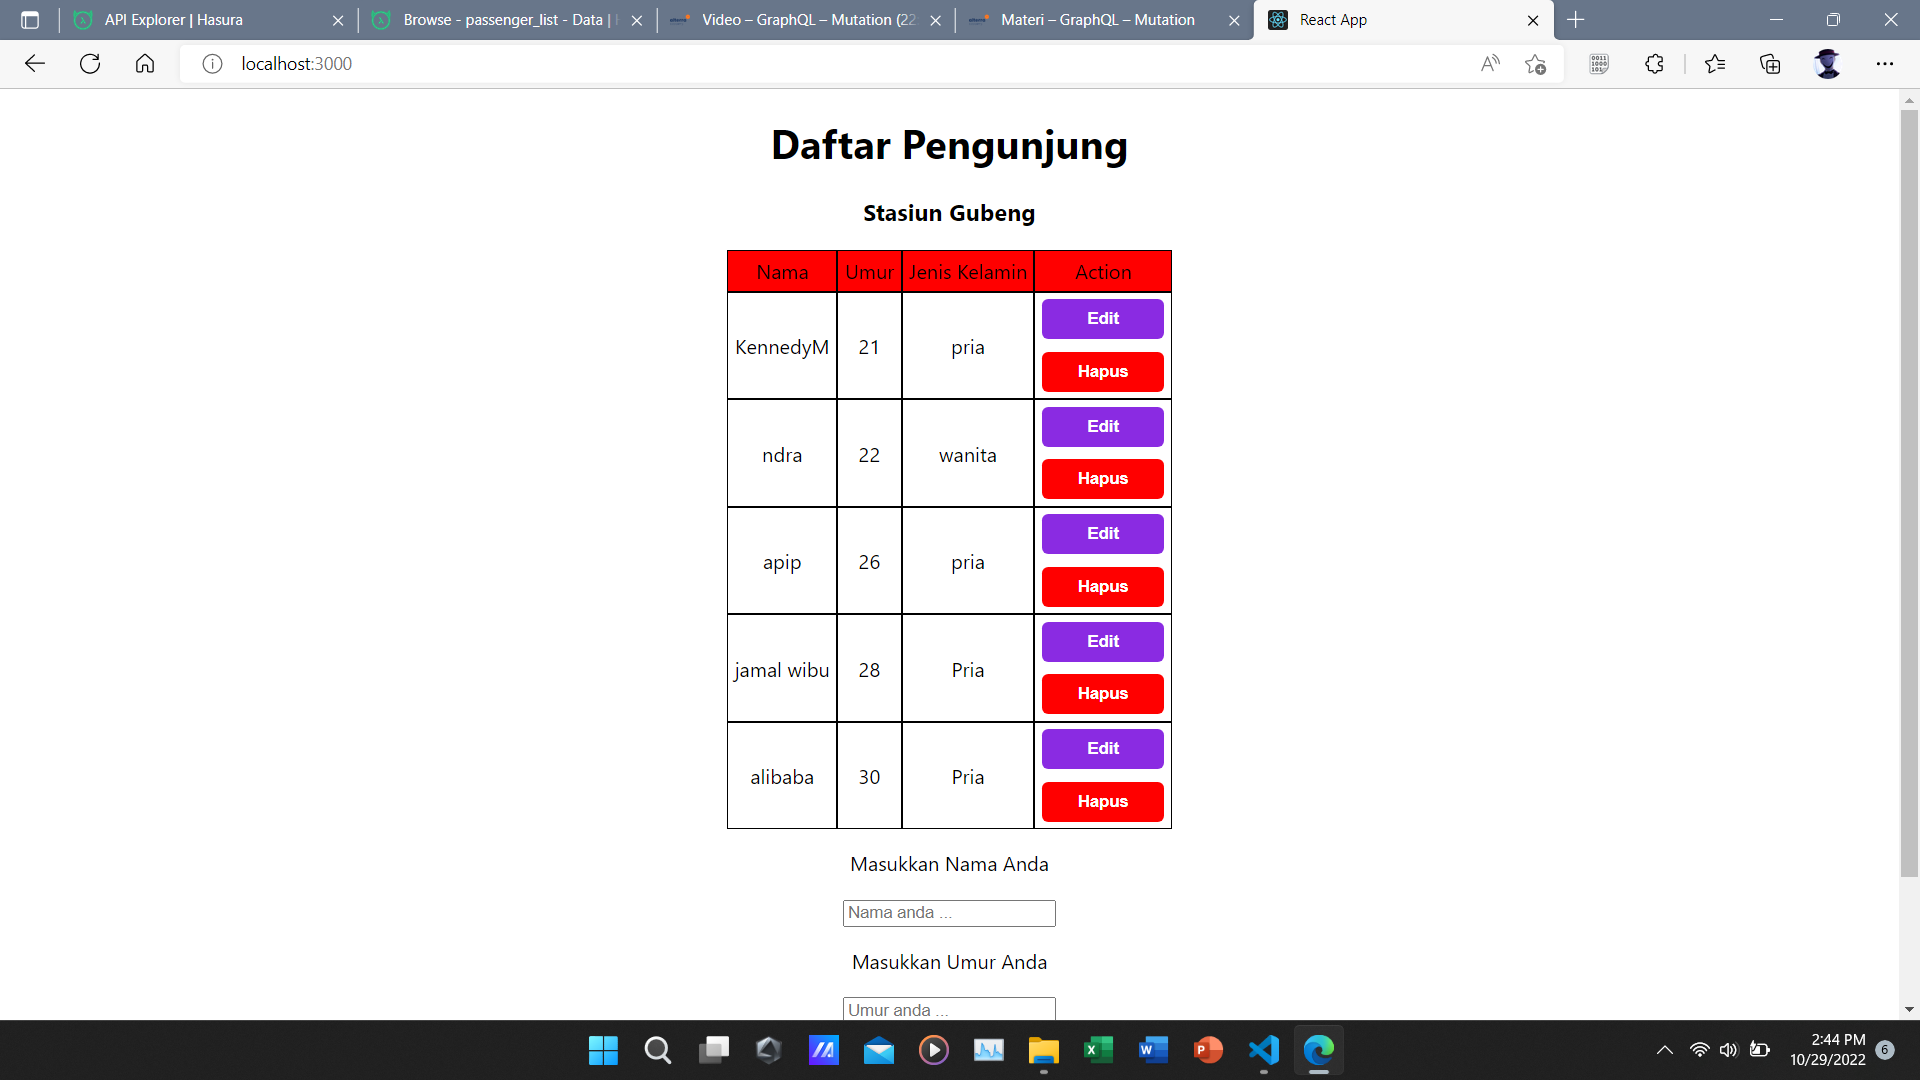 API Explorer | Hasura
Browse - passenger_list - Data |
Video – GraphQL – Mutation (22
Materi – GraphQL – Mutation
React App
localhost:3000
Daftar Pengunjung
Stasiun Gubeng
Nama Umur Jenis Kelamin Action
KennedyM 21 pria Edit
Hapus
ndra 22 wanita Edit
Hapus
apip 26 pria Edit
Hapus
jamal wibu 28 Pria Edit
Hapus
alibaba 30 Pria Edit
Hapus
Masukkan Nama Anda
Nama anda ...
Masukkan Umur Anda
Umur anda ...
2:44 PM
10/29/2022
6